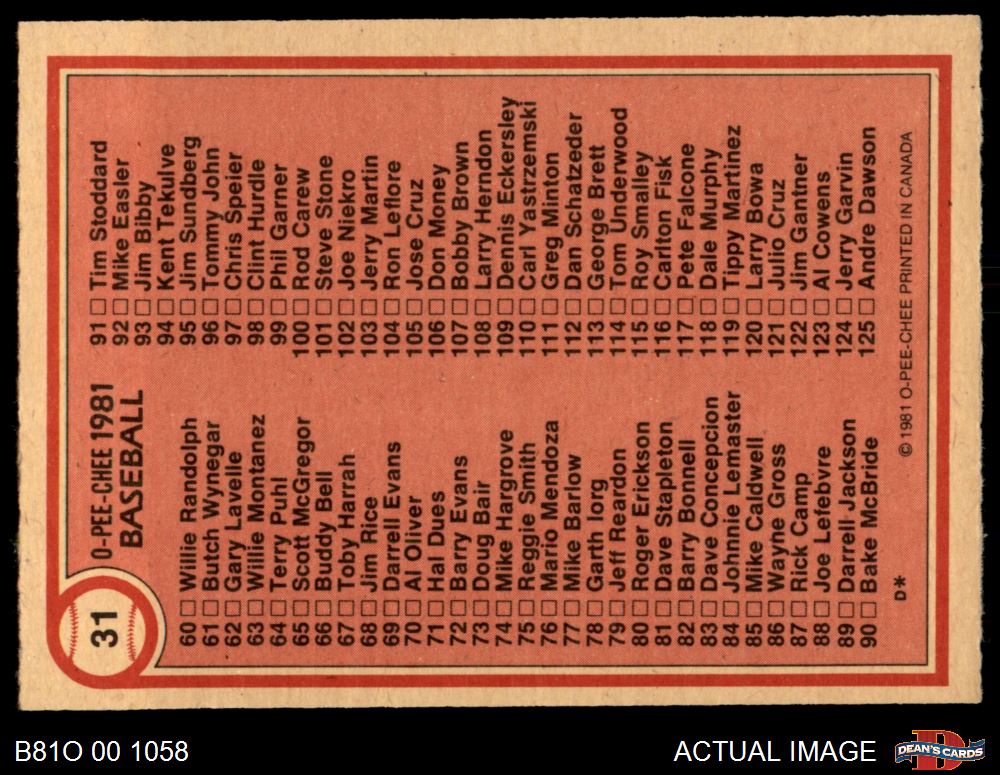 31
O-PEE-CHEE 1981
BASEBALL
60 Willie Randolph
61 Butch Wynegar
62 Gary Lavelle
63 Willie Montanez
64 Terry Puhl
65 Scott McGregor
66 Buddy Bell
67 Toby Harrah
68 Jim Rice
69 Darrell Evans
70 Al Oliver
71 Hal Dues
72 Barry Evans
73 Doug Bair
74 Mike Hargrove
75 Reggie Smith
76 Mario Mendoza
77 Mike Barlow
78 Garth Iorg
79 Jeff Reardon
80 Roger Erickson
81 Dave Stapleton
82 Barry Bonnell
83 Dave Concepcion
84 Johnnie Lemaster
85 Mike Caldwell
86 Wayne Gross
87 Rick Camp
88 Joe Lefebvre
89 Darrell Jackson
90 Bake McBride
91 Tim Stoddard
92 Mike Easler
93 Jim Bibby
94 Kent Tekulve
95 Jim Sundberg
96 Tommy John
97 Chris Speier
98 Clint Hurdle
99 Phil Garner
100 Rod Carew
101 Steve Stone
102 Joe Niekro
103 Jerry Martin
104 Ron Leflore
105 Jose Cruz
106 Don Money
107 Bobby Brown
108 Larry Herndon
109 Dennis Eckersley
110 Carl Yastrzemski
111 Greg Minton
112 Dan Schatzeder
113 George Brett
114 Tom Underwood
115 Roy Smalley
116 Carlton Fisk
117 Pete Falcone
118 Dale Murphy
119 Tippy Martinez
120 Larry Bowa
121 Julio Cruz
122 Jim Gantner
123 Al Cowens
124 Jerry Garvin
125 Andre Dawson
D* © 1981 O-PEE-CHEE PRINTED IN CANADA
B81O 00 1058
ACTUAL IMAGE
DEAN'S CARDS